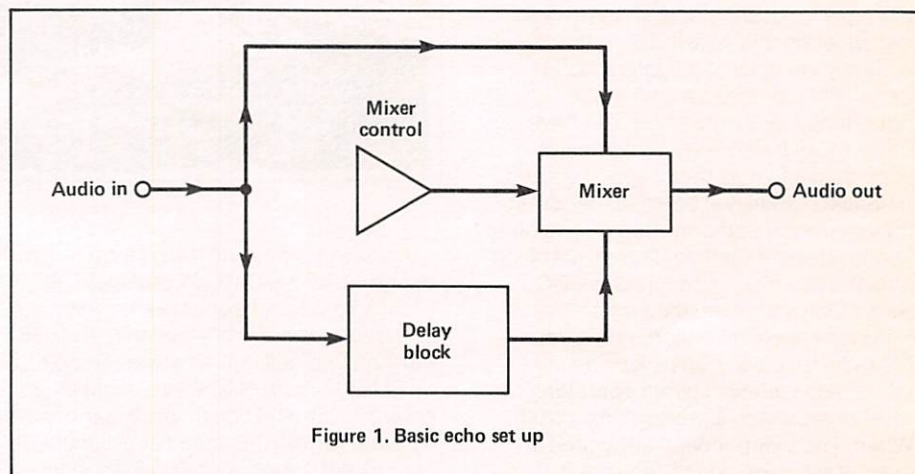 Mixer
control
Audio in
Mixer
Audio out
Delay
block
Figure 1. Basic echo set up